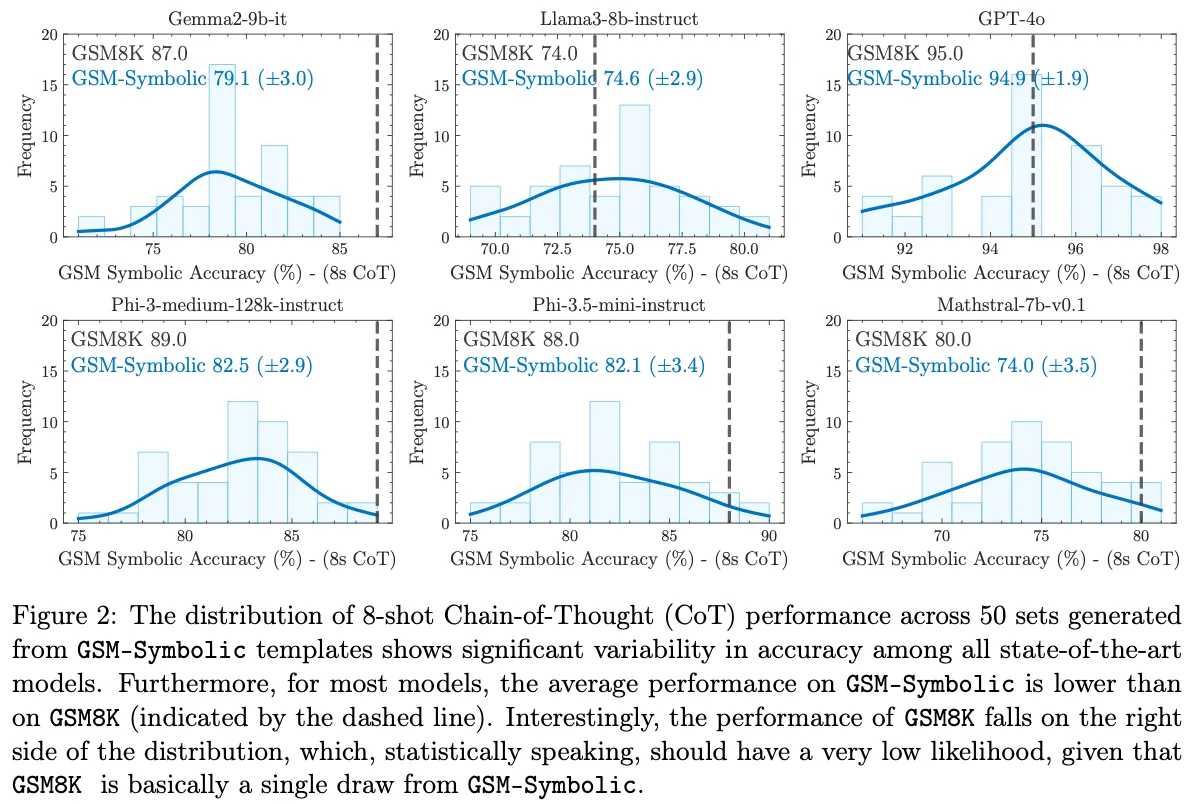 Gemma2-9b-it
20
15
10
5
0
Frequency
GSM8K 87.0
GSM-Symbolic 79.1 (±3.0)
75 80 85
GSM Symbolic Accuracy (%) - (8s CoT)
Llama3-8b-instruct
20
15
10
5
0
Frequency
GSM8K 74.0
GSM-Symbolic 74.6 (±2.9)
70.0 72.5 75.0 77.5 80.0
GSM Symbolic Accuracy (%) - (8s CoT)
GPT-4o
20
15
10
5
0
Frequency
GSM8K 95.0
GSM-Symbolic 94.9 (±1.9)
92 94 96 98
GSM Symbolic Accuracy (%) - (8s CoT)
Phi-3-medium-128k-instruct
20
15
10
5
0
Frequency
GSM8K 89.0
GSM-Symbolic 82.5 (±2.9)
75 80 85
GSM Symbolic Accuracy (%) - (8s CoT)
Phi-3.5-mini-instruct
20
15
10
5
0
Frequency
GSM8K 88.0
GSM-Symbolic 82.1 (±3.4)
75 80 85 90
GSM Symbolic Accuracy (%) - (8s CoT)
Mathstral-7b-v0.1
20
15
10
5
0
Frequency
GSM8K 80.0
GSM-Symbolic 74.0 (±3.5)
70 75 80
GSM Symbolic Accuracy (%) - (8s CoT)
Figure 2: The distribution of 8-shot Chain-of-Thought (CoT) performance across 50 sets generated
from GSM-Symbolic templates shows significant variability in accuracy among all state-of-the-art
models. Furthermore, for most models, the average performance on GSM-Symbolic is lower than
on GSM8K (indicated by the dashed line). Interestingly, the performance of GSM8K falls on the right
side of the distribution, which, statistically speaking, should have a very low likelihood, given that
GSM8K is basically a single draw from GSM-Symbolic.